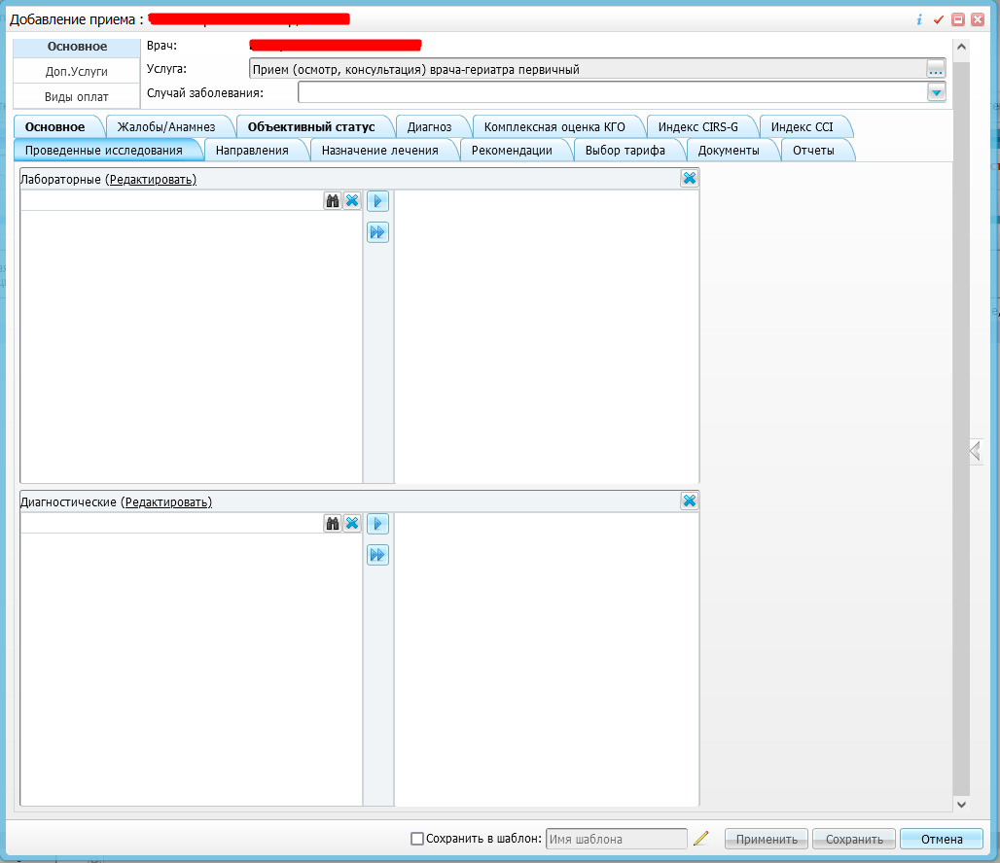 Добавление приема :
Основное
Доп.Услуги
Виды оплат
Врач:
Услуга: Прием (осмотр, консультация) врача-гериатра первичный ...
Случай заболевания:
Основное Жалобы/Анамнез Объективный статус Диагноз Комплексная оценка КГО Индекс CIRS-G Индекс CCI
Проведенные исследования Направления Назначение лечения Рекомендации Выбор тарифа Документы Отчеты
Лабораторные (Редактировать)
Диагностические (Редактировать)
Сохранить в шаблон: Имя шаблона Применить Сохранить Отмена